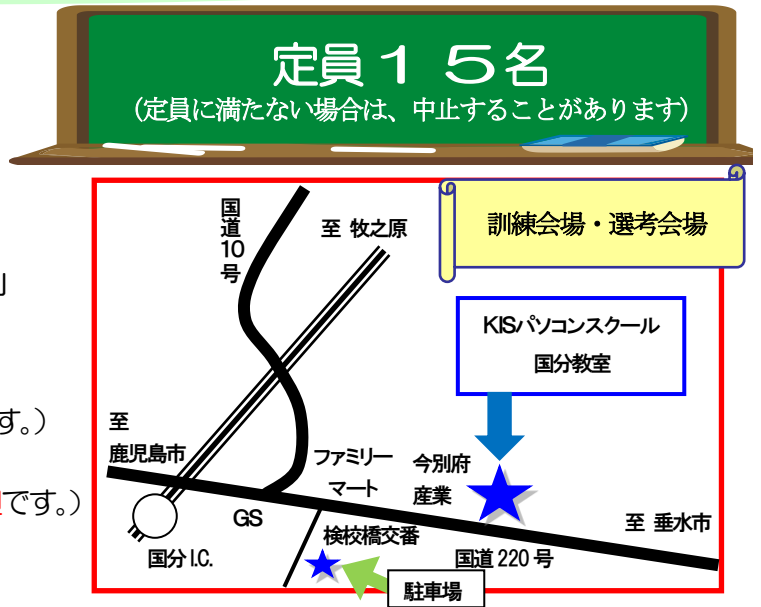 定員１５名
(定員に満たない場合は、中止することがあります)
訓練会場・選考会場
国道10号
至 牧之原
KISパソコンスクール
国分教室
す。）
です。）
至
鹿児島市
ファミリー
マート
今別府
産業
GS
至 垂水市
検校橋交番
国分I.C.
国道220号
駐車場